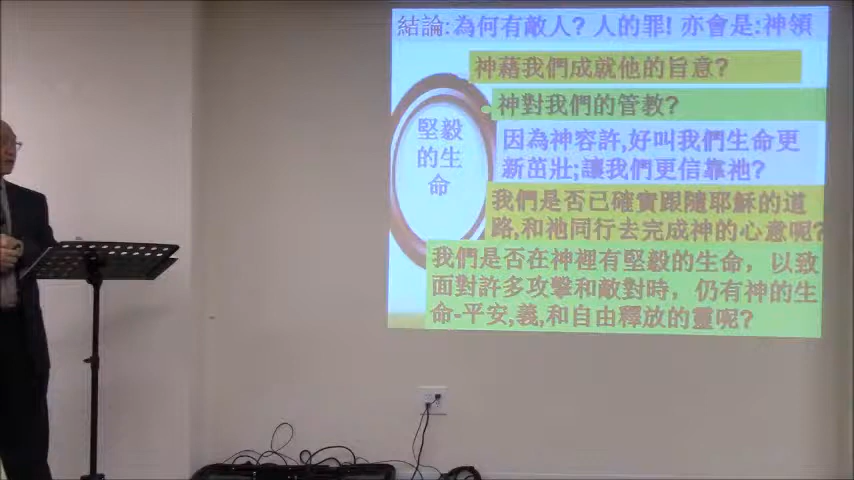 結論:為何有敵人? 人的罪! 亦會是:神領
神藉我們成就他的旨意?
神對我們的管教?
堅毅
的生
命
因為神容許,好叫我們生命更
新茁壯;讓我們更信靠祂?
我們是否已確實跟隨耶穌的道
路,和祂同行去完成神的心意呢?
我們是否在神裡有堅毅的生命, 以致
面對許多攻擊和敵對時, 仍有神的生
命-平安,義,和自由釋放的靈呢?